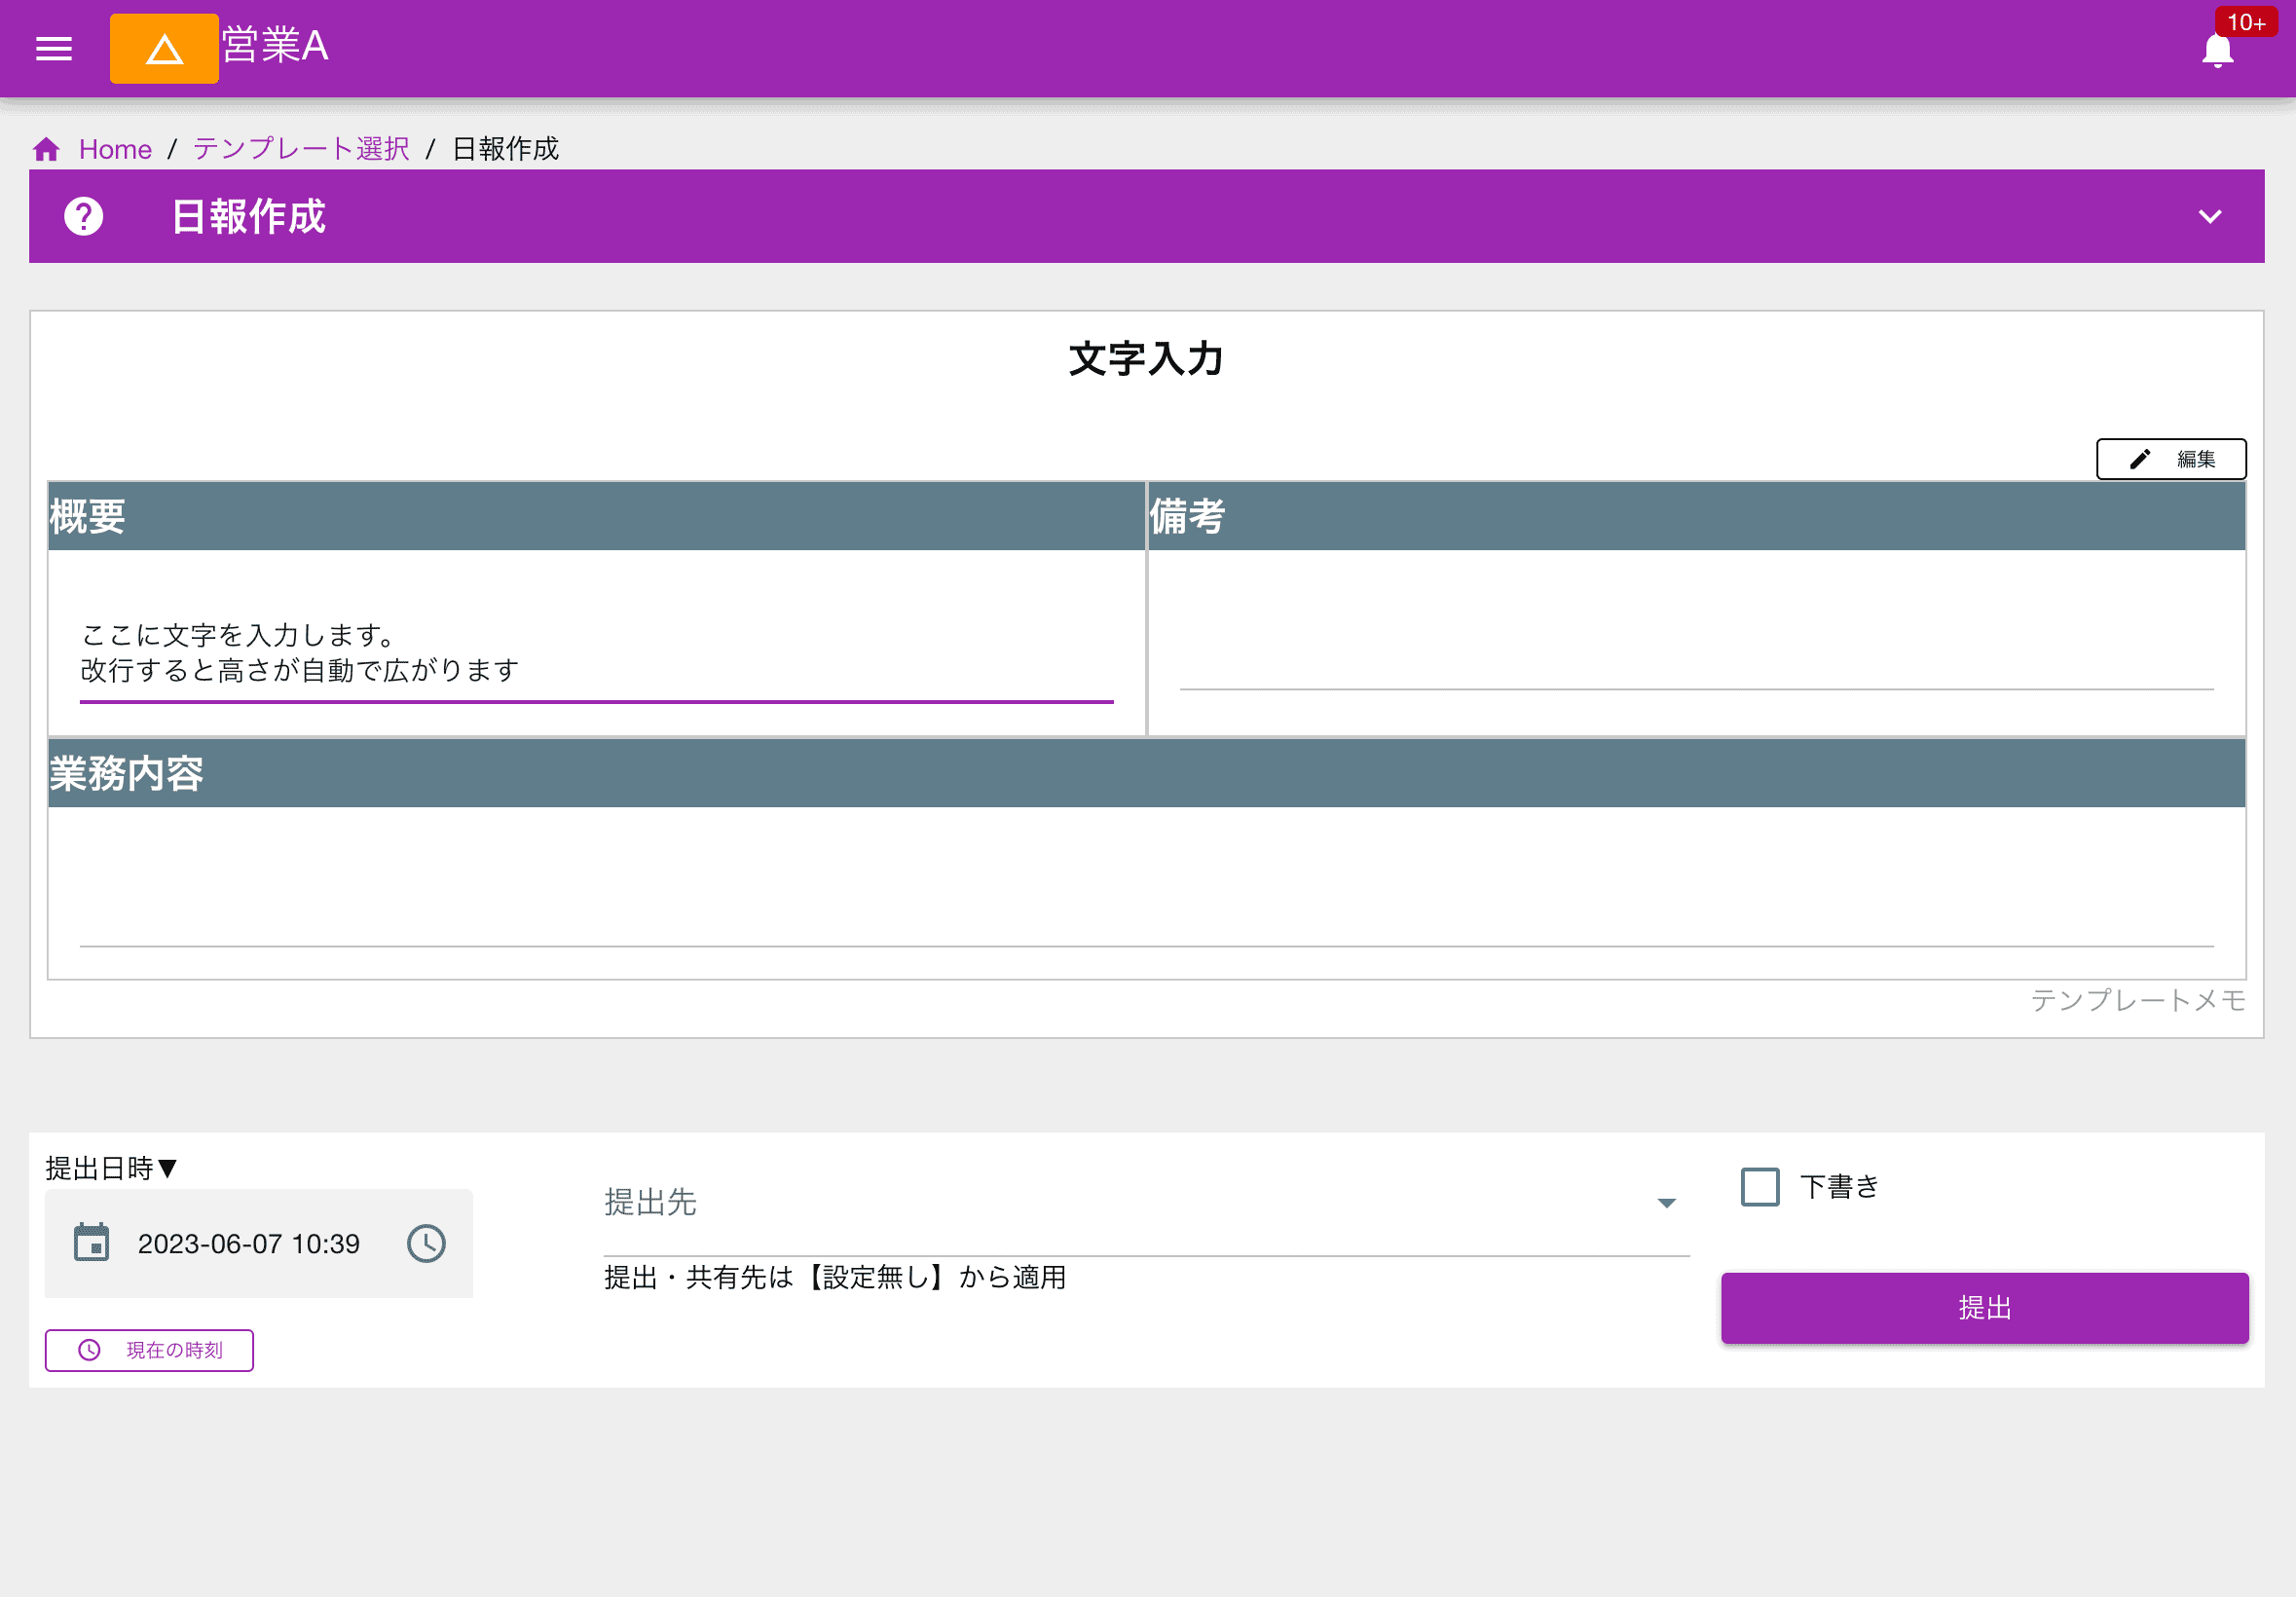 営業A
10+
Home / テンプレート選択 / 日報作成
日報作成
文字入力
編集
概要
備考
ここに文字を入力します。
改行すると高さが自動で広がります
業務内容
テンプレートメモ
提出日時▼
2023-06-07 10:39
現在の時刻
提出先
提出・共有先は【設定無し】から適用
下書き
提出